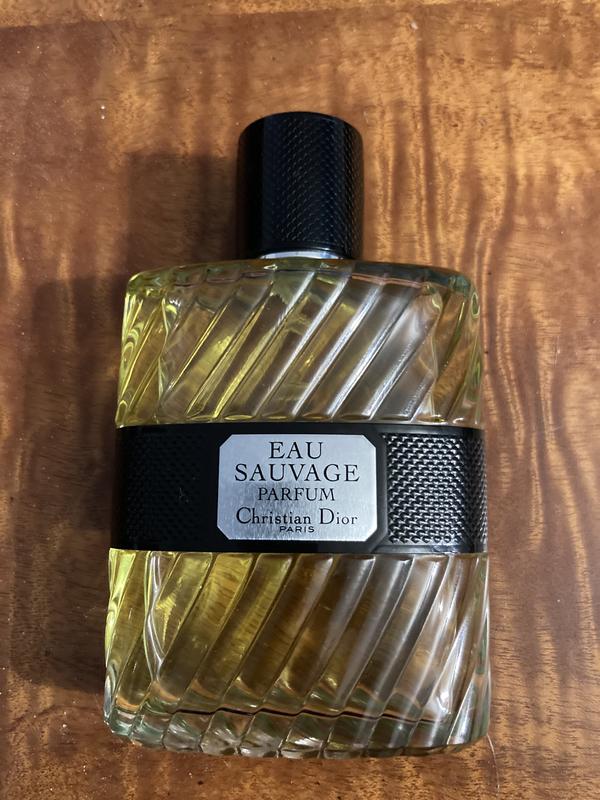 EAU
SAUVAGE
PARFUM
Christian Dior
PARIS